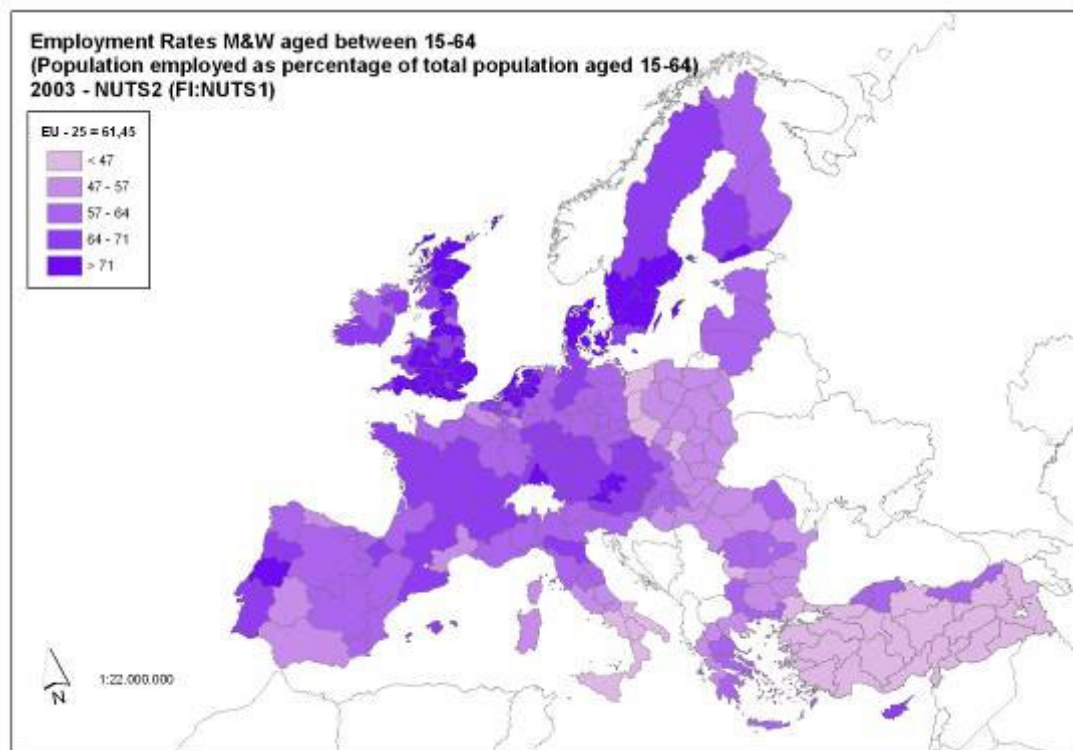 Employment Rates M&W aged between 15-64
(Population employed as percentage of total population aged 15-64)
2003 - NUTS2 (FI:NUTS1)
EU - 25 = 61,45
< 47
47 - 57
57 - 64
64 - 71
> 71
N
1:22.000.000